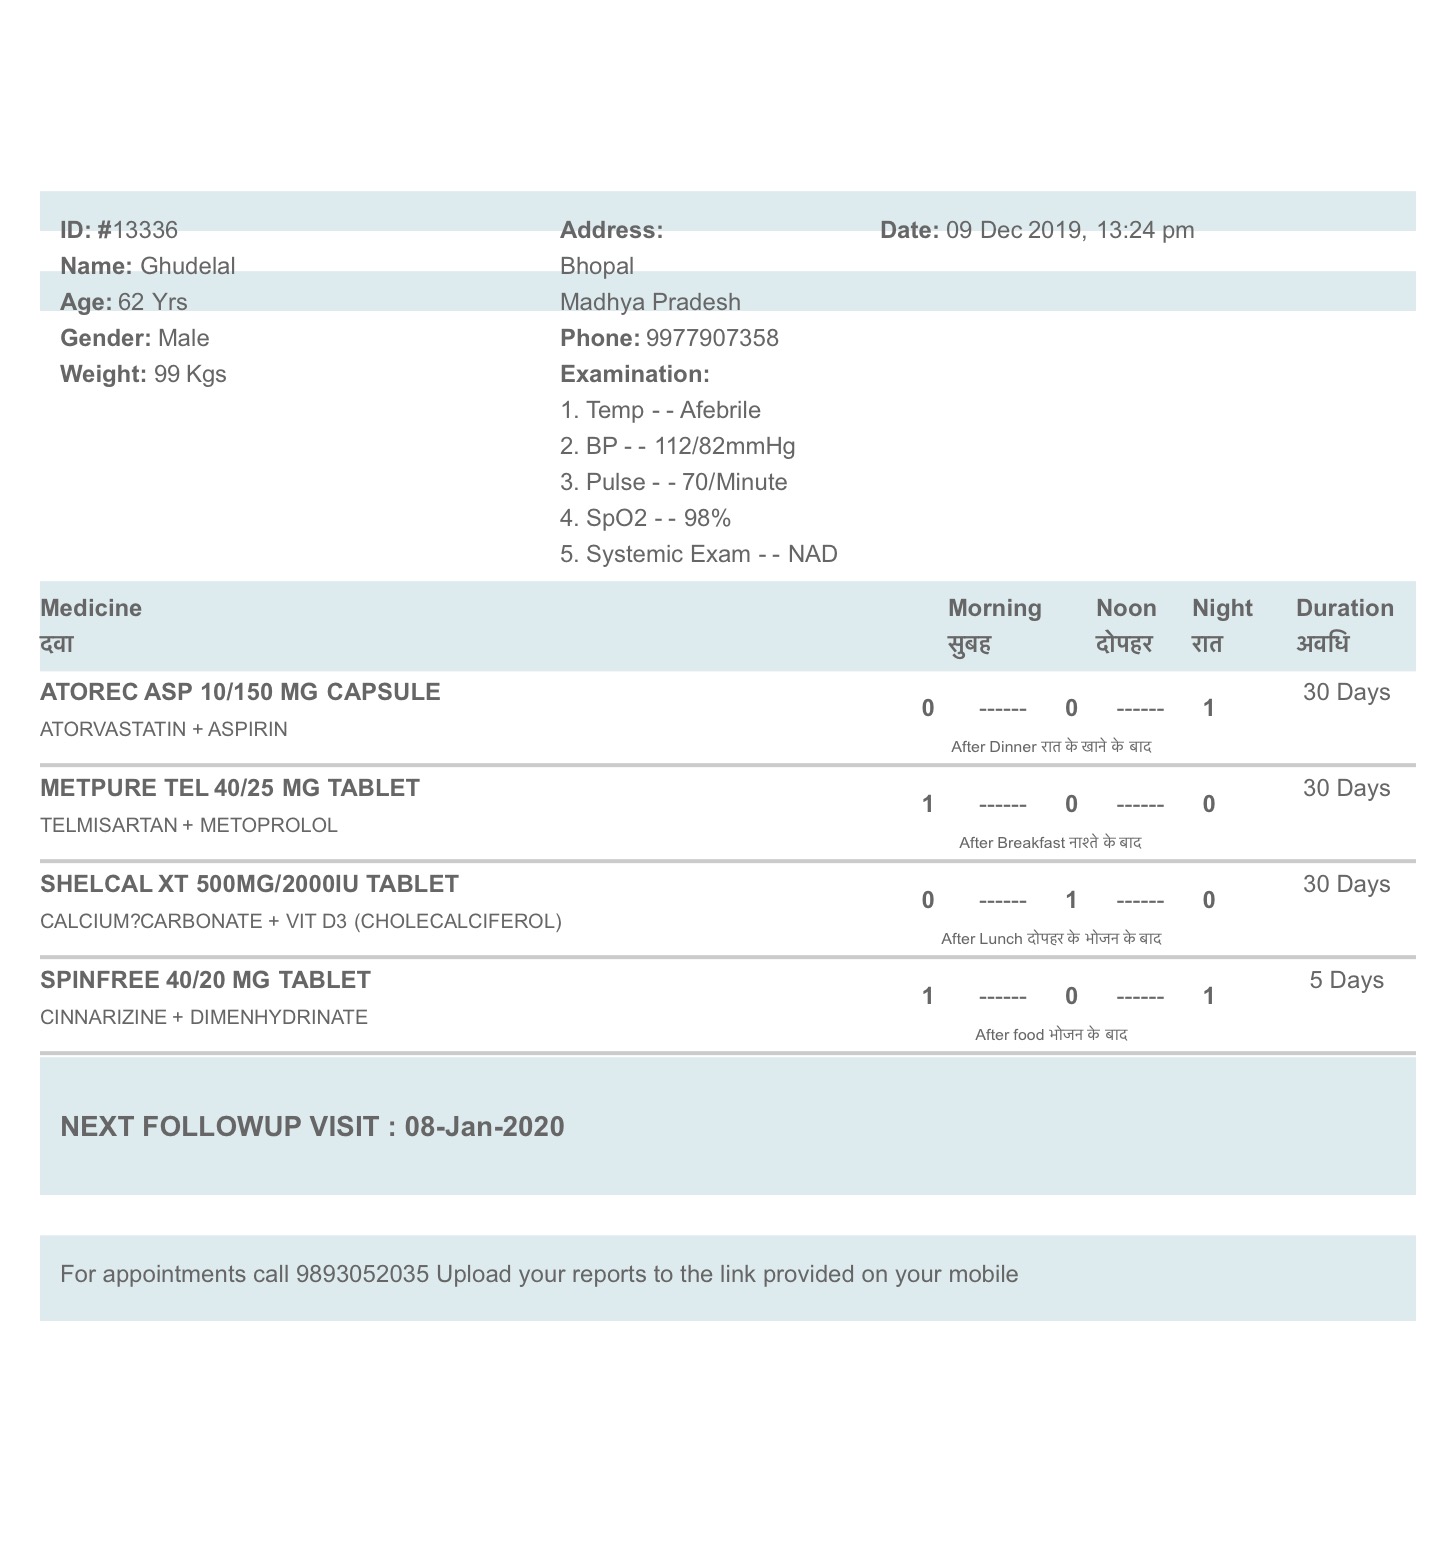 ID: #13336
Name: Ghudelal
Age: 62 Yrs
Gender: Male
Weight: 99 Kgs
Address:
Bhopal
Madhya Pradesh
Phone: 9977907358
Examination:
1. Temp - - Afebrile
2. BP - - 112/82mmHg
3. Pulse - - 70/Minute
4. SpO2 - - 98%
5. Systemic Exam - - NAD
Date: 09 Dec 2019, 13:24 pm
Medicine Morning Noon Night Duration
दवा सुबह दोपहर रात अवधि
ATOREC ASP 10/150 MG CAPSULE 30 Days
0 ------ 0 ------ 1
ATORVASTATIN + ASPIRIN
After Dinner रात के खाने के बाद
METPURE TEL 40/25 MG TABLET 30 Days
1 ------ 0 ------ 0
TELMISARTAN + METOPROLOL
After Breakfast नाश्ते के बाद
SHELCAL XT 500MG/2000IU TABLET 30 Days
0 ------ 1 ------ 0
CALCIUM?CARBONATE + VIT D3 (CHOLECALCIFEROL)
After Lunch दोपहर के भोजन के बाद
SPINFREE 40/20 MG TABLET 5 Days
1 ------ 0 ------ 1
CINNARIZINE + DIMENHYDRINATE
After food भोजन के बाद
NEXT FOLLOWUP VISIT : 08-Jan-2020
For appointments call 9893052035 Upload your reports to the link provided on your mobile